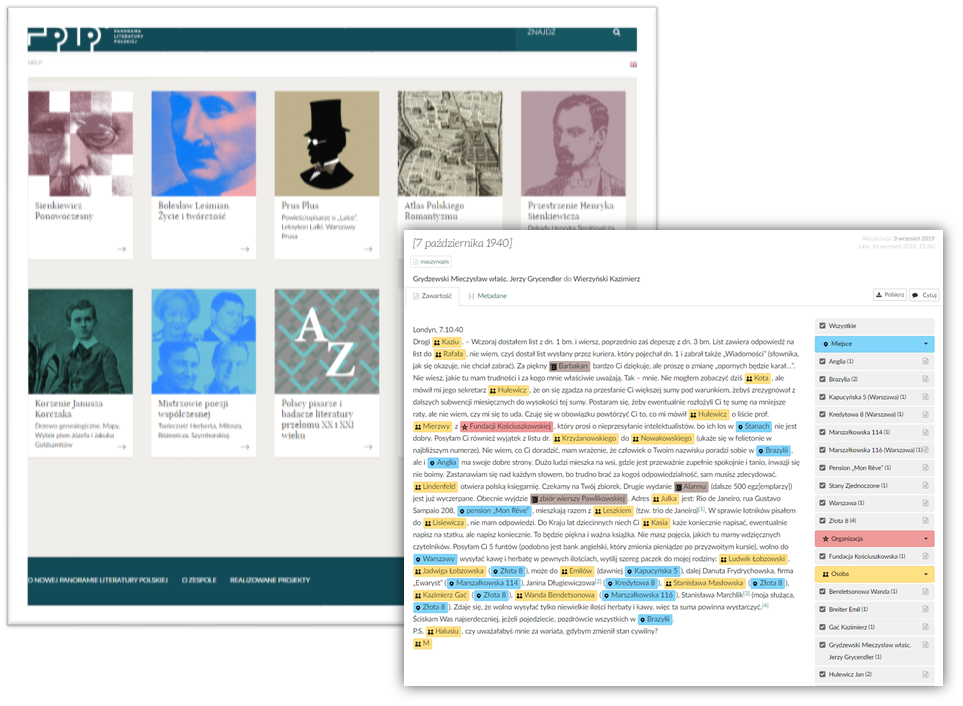 PANORAMA
LITERATURY
POLSKIEJ
ZNAJDŹ
NPLP
Sienkiewicz
Ponowoczesny
Bolesław Leśmian.
Życie i twórczość
Prus Plus
Powieściopisarze o „Lalce”,
Leksykon Lalki, Warszawy
Prusa
Atlas Polskiego
Romantyzmu
Przestrzenie Henryka
Sienkiewicza
Korzenie Janusza
Korczaka
Drzewo genealogiczne, Mapy,
Wybór pism Józefa i Jakuba
Goldszmitów
Mistrzowie poezji
współczesnej
Twórczość Herberta, Miłosza,
Różewicza, Szymborskiej.
A
Z
Polscy pisarze i
badacze literatury
przełomu XX i XXI
wieku
O NOWEJ PANORAMIE LITERATURY POLSKIEJ
O ZESPOLE
REALIZOWANE PROJEKTY
[7 października 1940]
Aktualizacja: 3 wrzesień 2019
maszynopis
Grydzewski Mieczysław właśc. Jerzy Grycendler do Wierzyński Kazimierz
Zawartość
Metadane
Pobierz
Cytuj
Londyn, 7.10.40
Drogi Kaziu. – Wczoraj dostałem list z dn. 1 bm. i wiersz, poprzednio zaś depeszę z dn. 3 bm. List zawiera odpowiedź na
list do Rafała, nie wiem, czyś dostał list wysłany przez kuriera, który pojechał dn. 1 i zabrał także „Wiadomości” (słownika,
jak się okazuje, nie chciał zabrać). Za piękny Barbakan bardzo Ci dziękuję, ale proszę o zmianę „opornych będzie karał...”.
Nie wiesz, jakie tu mam trudności i za kogo mnie właściwie uważają. Tak – mnie. Nie mogłem zobaczyć dziś Kota, ale
mówił mi jego sekretarz Hulewicz, że on się zgadza na przesłanie Ci większej sumy pod warunkiem, żebyś zrezygnował z
dalszych subwencji miesięcznych do wysokości tej sumy. Postaram się, żeby ewentualnie rozłożyli Ci tę sumę na mniejsze
raty, ale nie wiem, czy mi się to uda. Czuję się w obowiązku powtórzyć Ci to, co mi mówił Hulewicz o liście prof.
Mierzwy z Fundacji Kościuszkowskiej, który prosi o nieprzesyłanie intelektualistów, bo ich los w Stanach nie jest
dobry. Posyłam Ci również wyjątek z listu dr. Krzyżanowskiego do Nowakowskiego (ukaże się w felietonie w
najbliższym numerze). Nie wiem, co Ci doradzić, mam wrażenie, że człowiek o Twoim nazwisku poradzi sobie w Brazylii,
ale i Anglia ma swoje dobre strony. Dużo ludzi mieszka na wsi, gdzie jest przeważnie zupełnie spokojnie i tanio, inwazji się
nie boimy. Zastanawiam się nad każdym słowem, bo trudno brać za kogoś odpowiedzialność, sam musisz zdecydować.
Lindenfeld otwiera polską księgarnię. Czekamy na Twój zbiorek. Drugie wydanie Alarmu (dalsze 500 egz[emplarzy])
jest już wyczerpane. Obecnie wyjdzie zbiór wierszy Pawlikowskiej. Adres Julka jest: Rio de Janeiro, rua Gustavo
Sampaio 208, pension „Mon Rêve”, mieszkają razem z Leszkiem (tzw. trio de Janeiro)[1]. W sprawie lotników pisałem
do Lisiewicza, nie mam odpowiedzi. Do Kraju lat dziecinnych niech Ci Kasia każe koniecznie napisać, ewentualnie
napisz na statku, ale napisz koniecznie. To będzie piękna i ważna książka. Nie masz pojęcia, jakich tu mamy wdzięcznych
czytelników. Posyłam Ci 5 funtów (podobno jest bank angielski, który zmienia pieniądze po przyzwoitym kursie), wolno do
Warszawy wysyłać kawę i herbatę w pewnych ilościach, wyślij szereg paczek do mojej rodziny: Ludwik Łobzowski,
Jadwiga Łobzowska (Złota 8), może do Emilów (dawniej Kapucyńska 5), dalej Danuta Frydrychowska, firma
„Ewaryst” (Marszałkowska 114), Janina Długiewiczowa[2] (Kredytowa 8), Stanisława Masłowska (Złota 8),
Kazimierz Gać (Złota 8), Wanda Bendetsonowa (Marszałkowska 116), Stanisława Marchlik[3] (moja służąca,
Złota 8). Zdaje się, że wolno wysyłać tylko niewielkie ilości herbaty i kawy, więc ta suma powinna wystarczyć.[4]
Ściskam Was najserdeczniej, jeżeli pojedziecie, pozdrówcie wszystkich w Brazylii.
P.S. Halusiu, czy uważałabyś mnie za wariata, gdybym zmienił stan cywilny?
M
Wszystkie
Miejsce
Anglia (1)
Brazylia (2)
Kapucyńska 5 (Warszawa) (1)
Kredytowa 8 (Warszawa) (1)
Marszałkowska 114 (1)
Marszałkowska 116 (Warszawa) (1)
Pension „Mon Rêve” (1)
Stany Zjednoczone (1)
Warszawa (1)
Złota 8 (4)
Organizacja
Fundacja Kościuszkowska (1)
Osoba
Bendetsonowa Wanda (1)
Breiter Emil (1)
Gać Kazimierz (1)
Grydzewski Mieczysław właśc.
Jerzy Grycendler (1)
Hulewicz Jan (2)